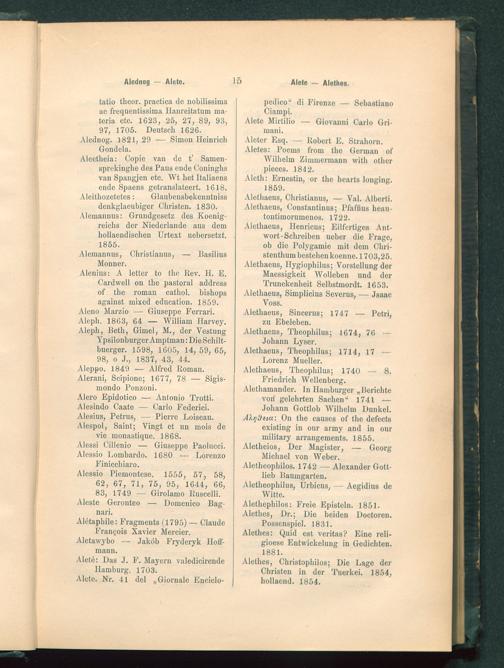 Alednog — Alete.
15
Alete — Alethes.
tatio theor. practica de nobilissima
ac frequentissima Haureitatum ma-
teria etc. 1623, 25, 27, 89, 93,
97, 1705. Deutsch 1626.
Alednog. 1821, 29 — Simon Heinrich
Gondela.
Alectheia: Copie van de t' Samen-
sprekinghe des Paus ende Coninghs
van Spangjen etc. Wt het Italisens
ende Spaens getranslateert. 1618.
Aleithozetetes: Glaubensbekenntniss
denkglaeubiger Christen. 1830.
Alemannus: Grundgesetz des Koenig-
reichs der Niederlande aus dem
hollaendischen Urtext uebersetzt.
1855.
Alemannus, Christianus, — Basilius
Monner.
Alenius: A letter to the Rev. H. E.
Cardwell on the pastoral address
of the roman cathol. bishops
against mixed education. 1859.
Aleno Marzio — Giuseppe Ferrari.
Aleph. 1863, 64 — William Harvey.
Aleph, Beth, Gimel, M., der Vestung
Ypsilonburger Amptman: Die Schilt-
buerger. 1598, 1605, 14, 59, 65,
98, o J., 1837, 43, 44.
Aleppo. 1849 — Alfred Roman.
Alerani, Scipione; 1677, 78 — Sigis-
mondo Ponzoni.
Alero Epidotico — Antonio Trotti.
Alesindo Caate — Carlo Federici.
Alesius, Petrus, — Pierre Loiseau.
Alespol, Saint; Vingt et un mois de
vie monastique. 1868.
Alessi Cillenio — Giuseppe Paolucci.
Alessio Lombardo. 1680 — Lorenzo
Finicchiaro.
Alessio Piemontese. 1555, 57, 58,
62, 67, 71, 75, 95, 1644, 66,
83, 1749 — Girolamo Ruscelli.
Aleste Geronteo — Domenico Bag-
nari.
Alétaphile: Fragments (1795) — Claude
François Xavier Mercier.
Aletawybo — Jakób Fryderyk Hoff-
mann.
Aletè: Das J. F. Mayern valedicirende
Hamburg. 1703.
Alete. Nr. 41 del „Giornale Enciclo-
pedico“ di Firenze — Sebastiano
Ciampi.
Alete Mirtilio — Giovanni Carlo Gri-
mani.
Aleter Esq. — Robert E. Strahorn.
Aletes: Poems from the German of
Wilhelm Zimmermann with other
pieces. 1842.
Aleth: Ernestin, or the hearts longing.
1859.
Alethaeus, Christianus, — Val. Alberti.
Alethaeus, Constantinus; Pfaffius heau-
tontimorumenos. 1722.
Alethaeus, Henricus; Eilfertiges Ant-
wort-Schreiben ueber die Frage,
ob die Polygamie mit dem Chri-
stenthum bestehen koenne. 1703, 25.
Alethaeus, Hygiophilus; Vorstellung der
Maessigkeit Wolleben und der
Trunckenheit Selbstmordt. 1653.
Alethaeus, Simplicius Severus, — Isaac
Voss.
Alethaeus, Sincerus; 1747 — Petri,
zu Ebeleben.
Alethaeus, Theophilus; 1674, 76 —
Johann Lyser.
Alethaeus, Theophilus; 1714, 17 —
Lorenz Mueller.
Alethaeus, Theophilus; 1740 — S.
Friedrich Wellenberg.
Alethamander. In Hamburger „Berichte
von gelehrten Sachen“ 1741 —
Johann Gottlob Wilhelm Dunkel.
Αληθεια: On the causes of the defects
existing in our army and in our
military arrangements. 1855.
Aletheios, Der Magister, — Georg
Michael von Weber.
Aletheophilos. 1742 — Alexander Gott-
lieb Baumgarten.
Aletheophilus, Urbicus, — Aegidius de
Witte.
Alethephilos: Freie Episteln. 1851.
Alethes, Dr.; Die beiden Doctoren.
Possenspiel. 1831.
Alethes: Quid est veritas? Eine reli-
gioese Entwickelung in Gedichten.
1881.
Alethes, Christophilos; Die Lage der
Christen in der Tuerkei. 1854,
hollaend. 1854.